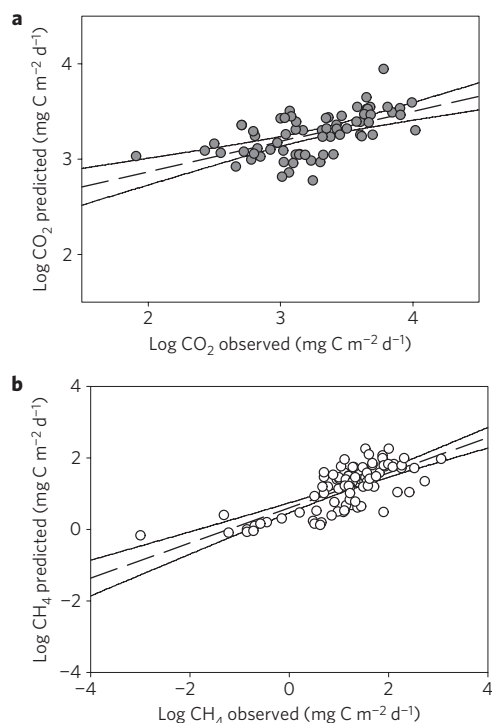 a
4
3
2
Log CO₂ predicted (mg C m⁻² d⁻¹)
2
3
4
Log CO₂ observed (mg C m⁻² d⁻¹)
b
4
2
0
−2
−4
Log CH₄ predicted (mg C m⁻² d⁻¹)
−4
−2
0
2
4
Log CH₄ observed (mg C m⁻² d⁻¹)